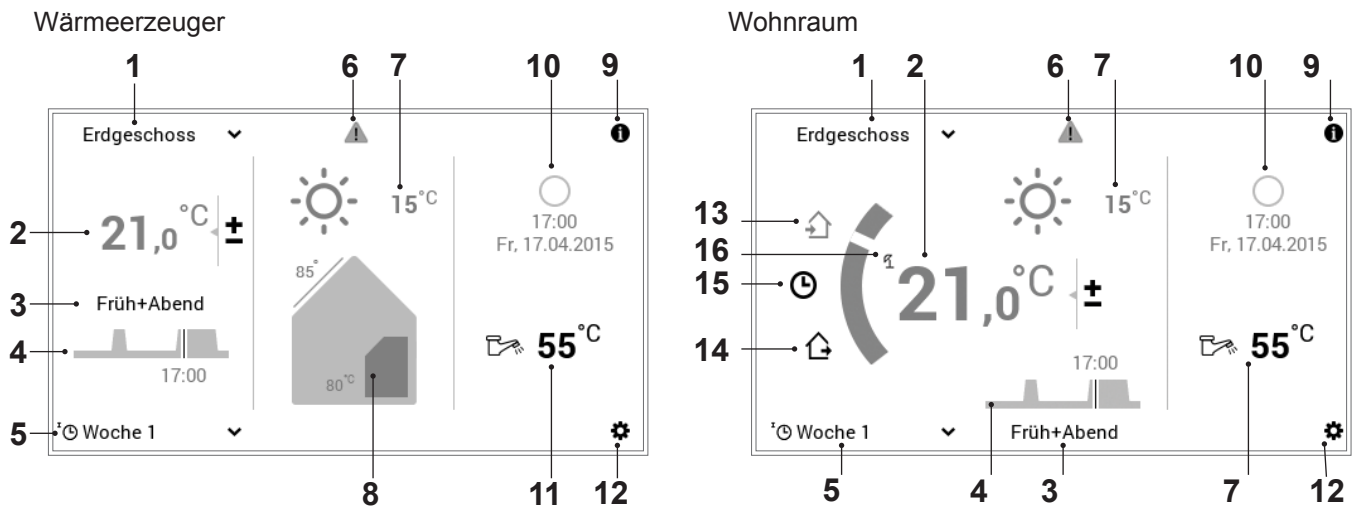 Wärmeerzeuger
1 6 7 10 9
Erdgeschoss
15°C
2 21,0°C ±
17:00
Fr, 17.04.2015
85°
3 Früh+Abend
4
17:00
80°C
55°C
5 Woche 1
8 11 12
Wohnraum
1 2 6 7 10 9
Erdgeschoss
15°C
13
17:00
Fr, 17.04.2015
16
15 21,0°C ±
14
55°C
17:00
Woche 1 Früh+Abend
5 4 3 7 12